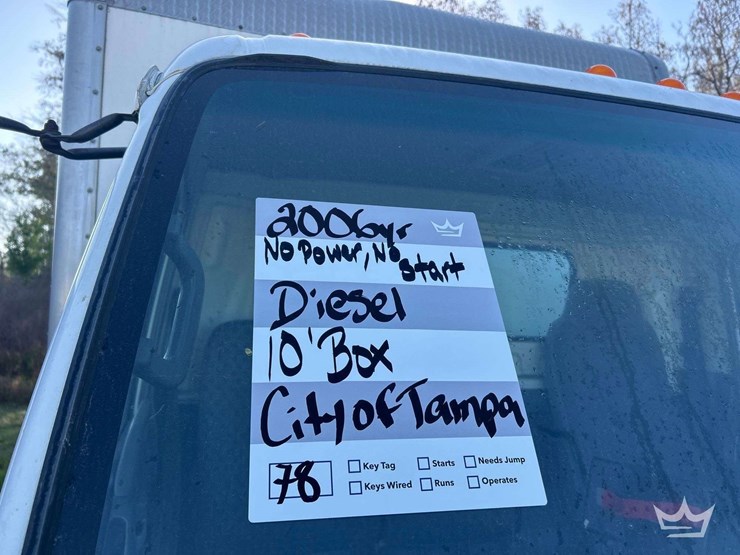 2006yr
No Power, No Start
Diesel
10' Box
City of Tampa
78
Key Tag Starts Needs Jump
Keys Wired Runs Operates